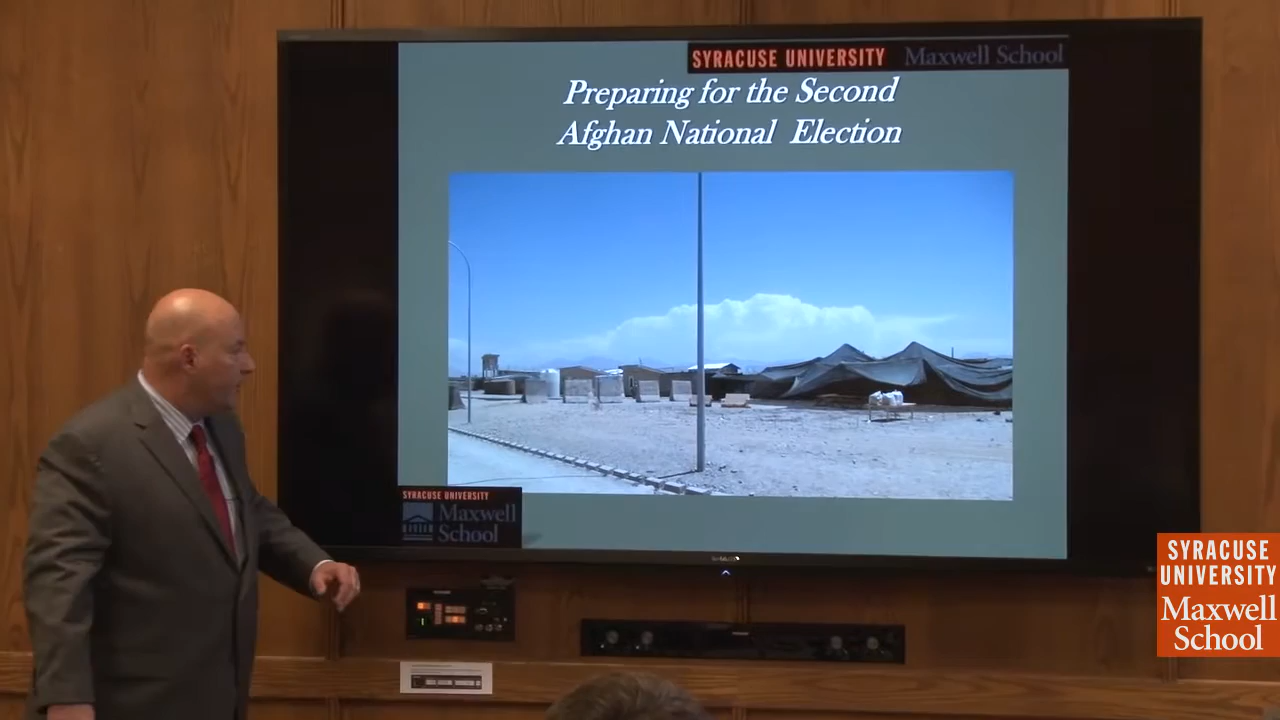 SYRACUSE UNIVERSITY Maxwell School
Preparing for the Second
Afghan National Election
SYRACUSE UNIVERSITY
Maxwell
School
SYRACUSE
UNIVERSITY
Maxwell
School